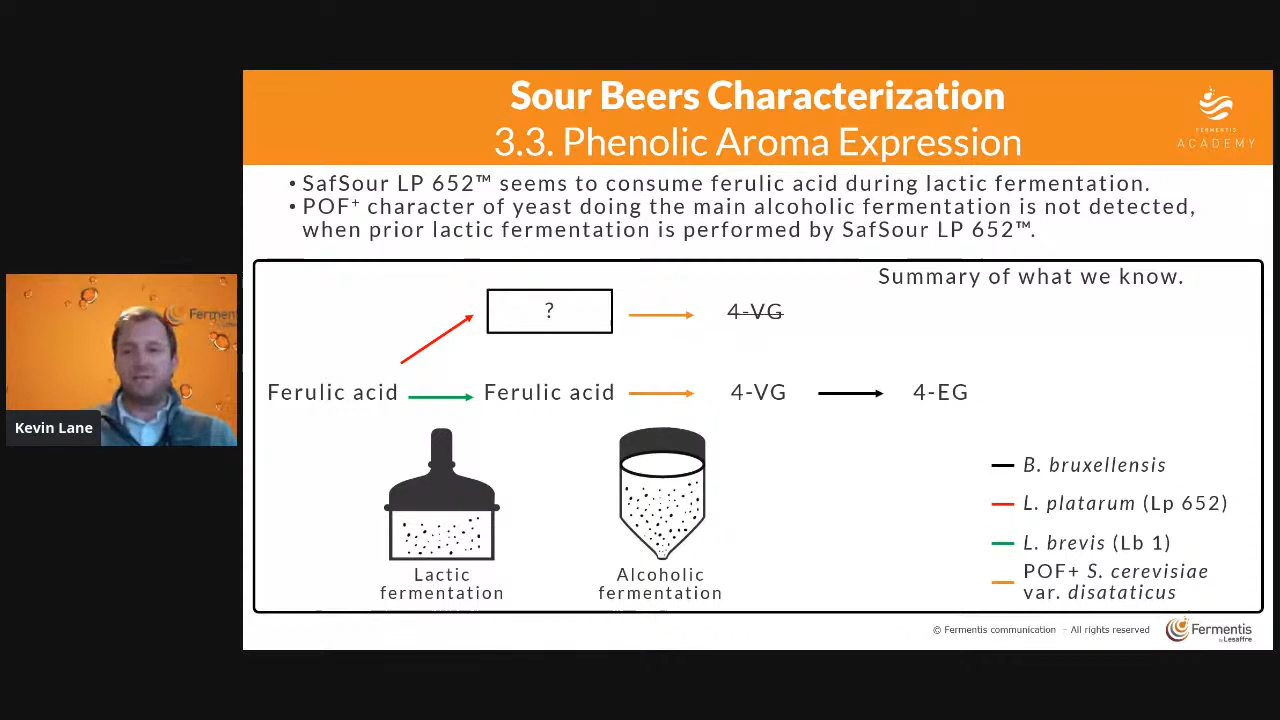 Sour Beers Characterization
3.3. Phenolic Aroma Expression
FERMENTIS
ACADEMY
• SafSour LP 652™ seems to consume ferulic acid during lactic fermentation.
• POF⁺ character of yeast doing the main alcoholic fermentation is not detected,
when prior lactic fermentation is performed by SafSour LP 652™.
Summary of what we know.
?
4-VG
Ferulic acid
Ferulic acid
4-VG
4-EG
Fermentis
Kevin Lane
B. bruxellensis
L. platarum (Lp 652)
L. brevis (Lb 1)
POF+ S. cerevisiae
var. disataticus
Lactic
fermentation
Alcoholic
fermentation
© Fermentis communication – All rights reserved
Fermentis
by Lesaffre